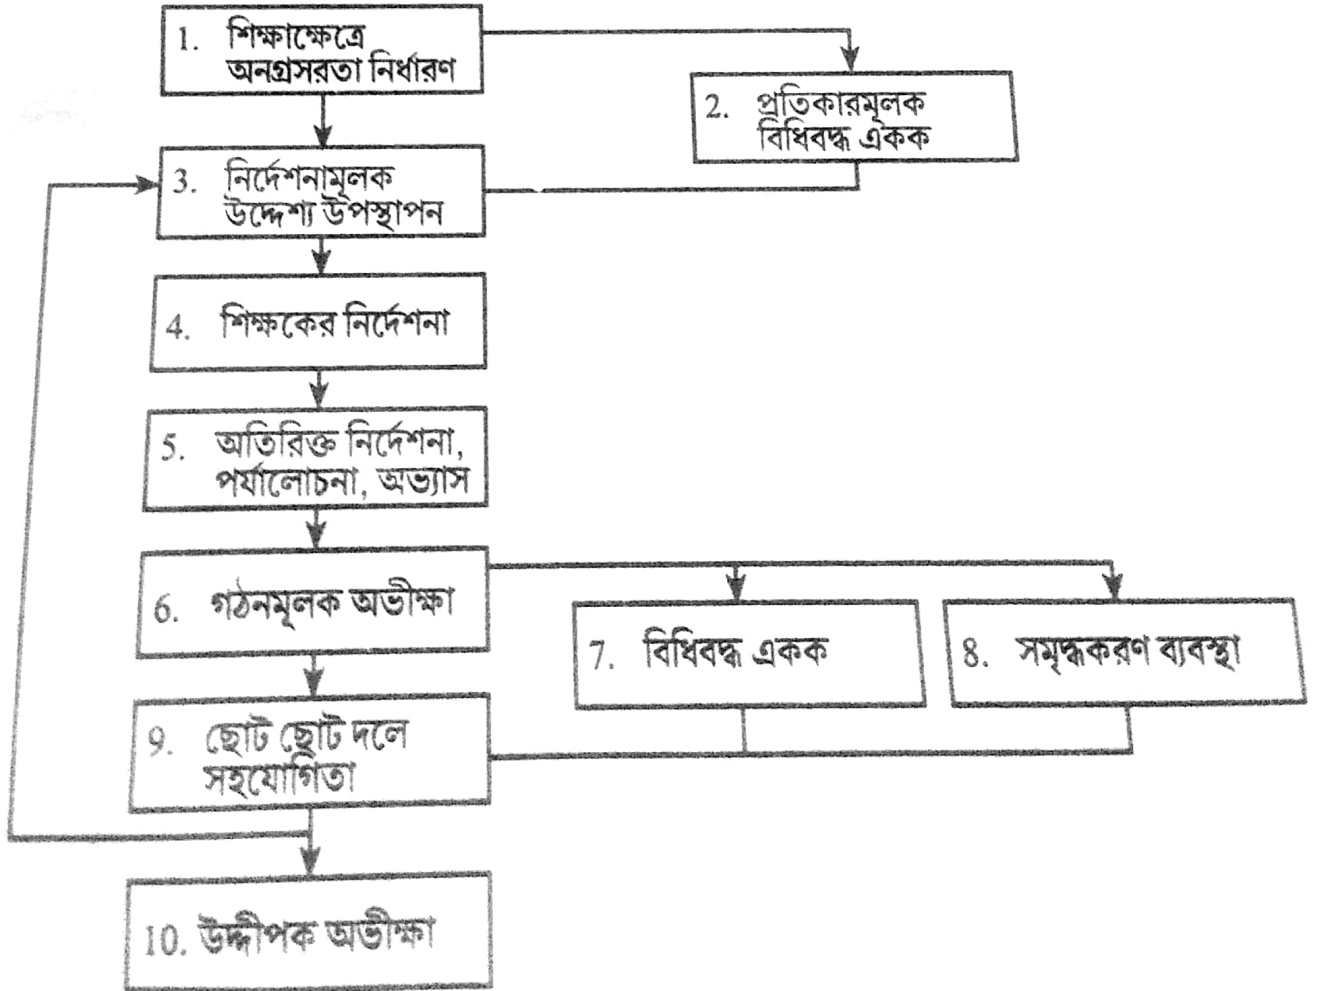 1. শিক্ষাক্ষেত্রে
অনগ্রসরতা নির্ধারণ
2. প্রতিকারমূলক
বিধিবদ্ধ একক
3. নির্দেশনামূলক
উদ্দেশ্য উপস্থাপন
4. শিক্ষকের নির্দেশনা
5. অতিরিক্ত নির্দেশনা,
পর্যালোচনা, অভ্যাস
6. গঠনমূলক অভীক্ষা
7. বিধিবদ্ধ একক
8. সমৃদ্ধকরণ ব্যবস্থা
9. ছোট ছোট দলে
সহযোগিতা
10. উদ্দীপক অভীক্ষা